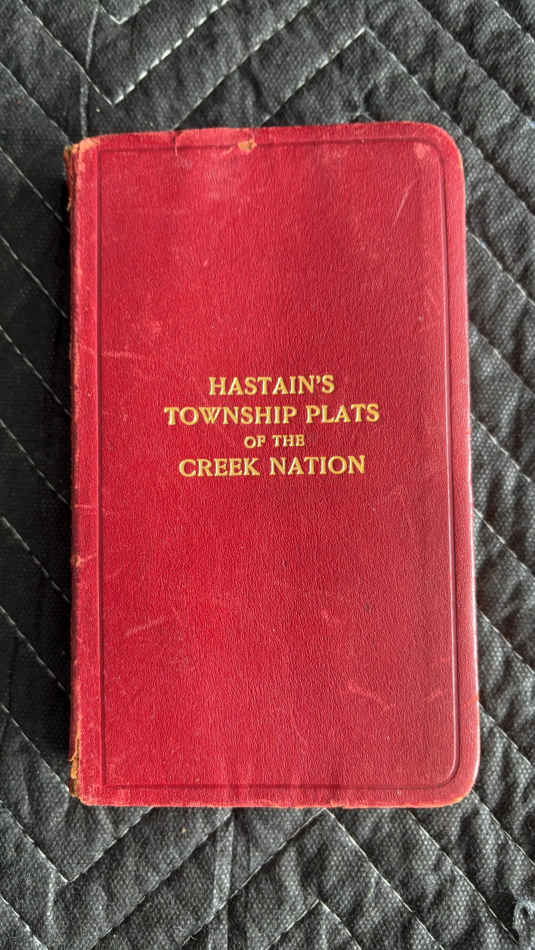 HASTAIN'S
TOWNSHIP PLATS
OF THE
CREEK NATION